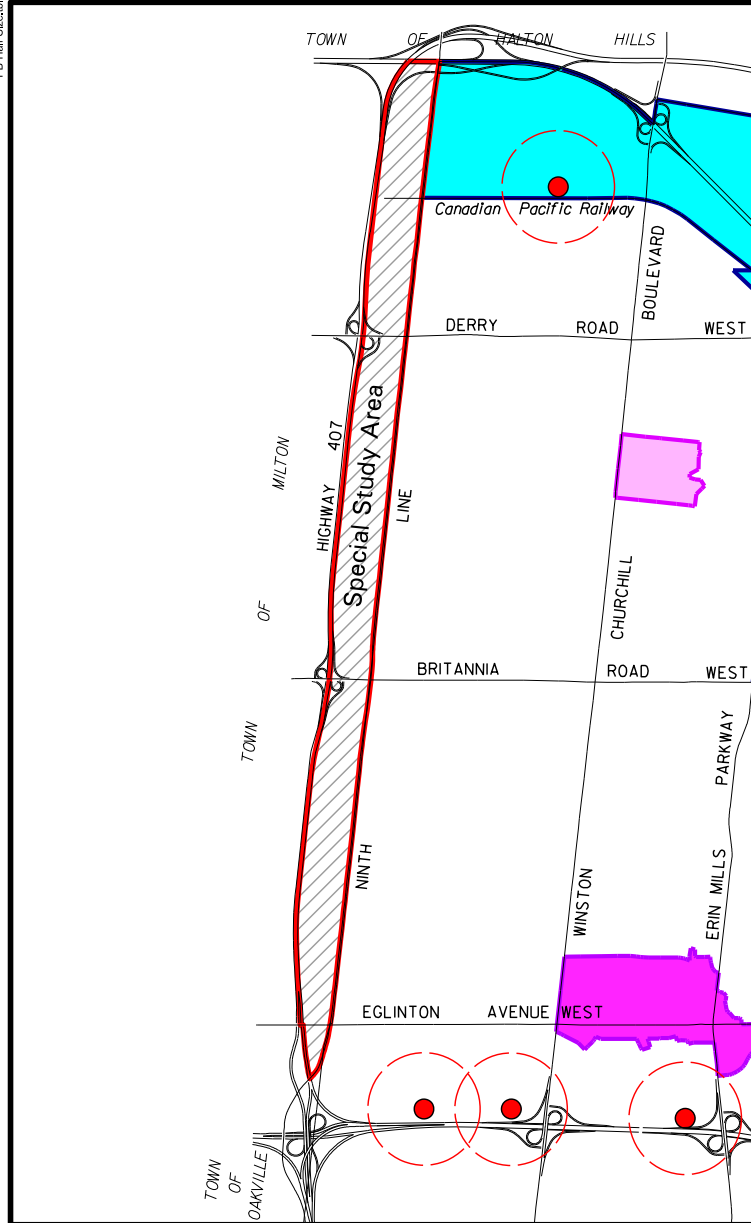 TOWN OF HALTON HILLS
Canadian Pacific Railway
BOULEVARD
DERRY ROAD WEST
MILTON
HIGHWAY 407
Special Study Area
LINE
CHURCHILL
OF
BRITANNIA ROAD WEST
TOWN
PARKWAY
NINTH
WINSTON
ERIN MILLS
EGLINTON AVENUE WEST
TOWN
OF
OAKVILLE